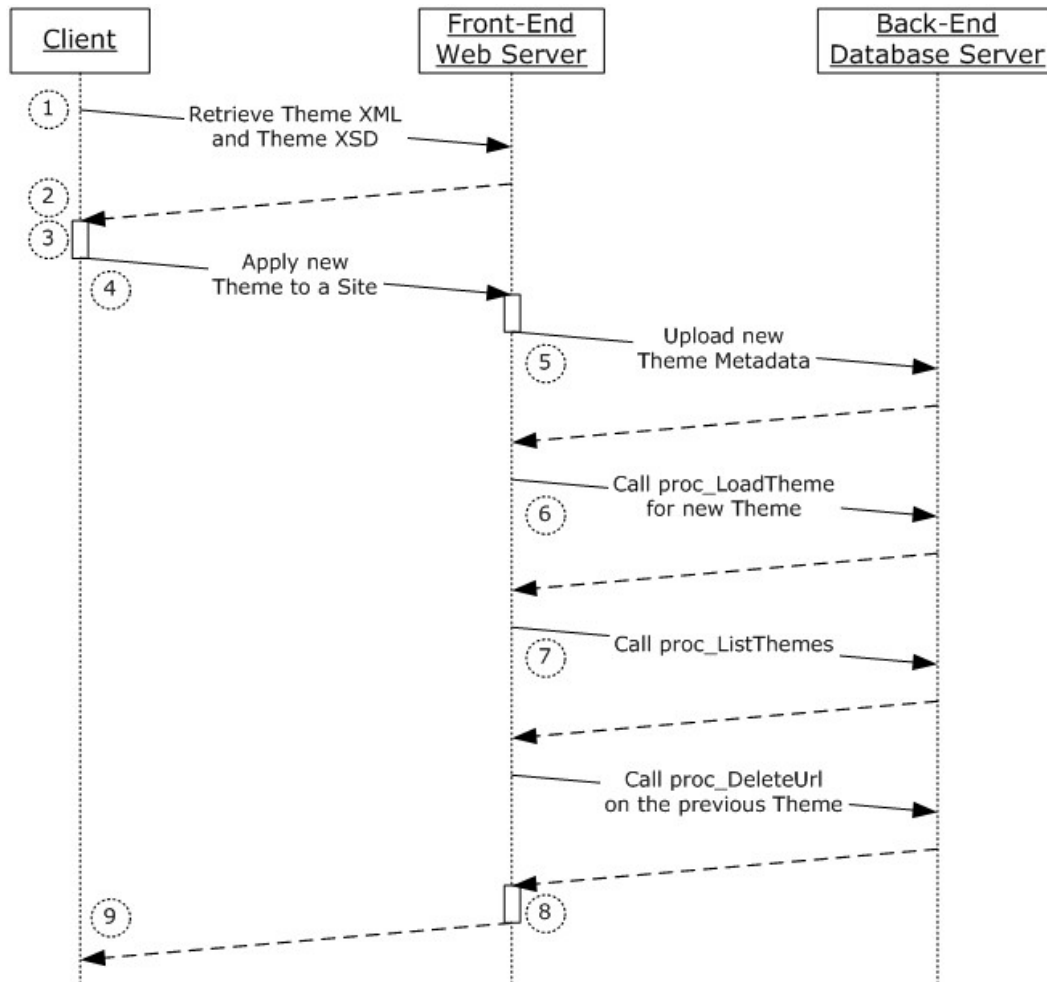 Client
Front-End
Web Server
Back-End
Database Server
1
Retrieve Theme XML
and Theme XSD
2
3
4
Apply new
Theme to a Site
5
Upload new
Theme Metadata
6
Call proc_LoadTheme
for new Theme
7
Call proc_ListThemes
Call proc_DeleteUrl
on the previous Theme
9
8